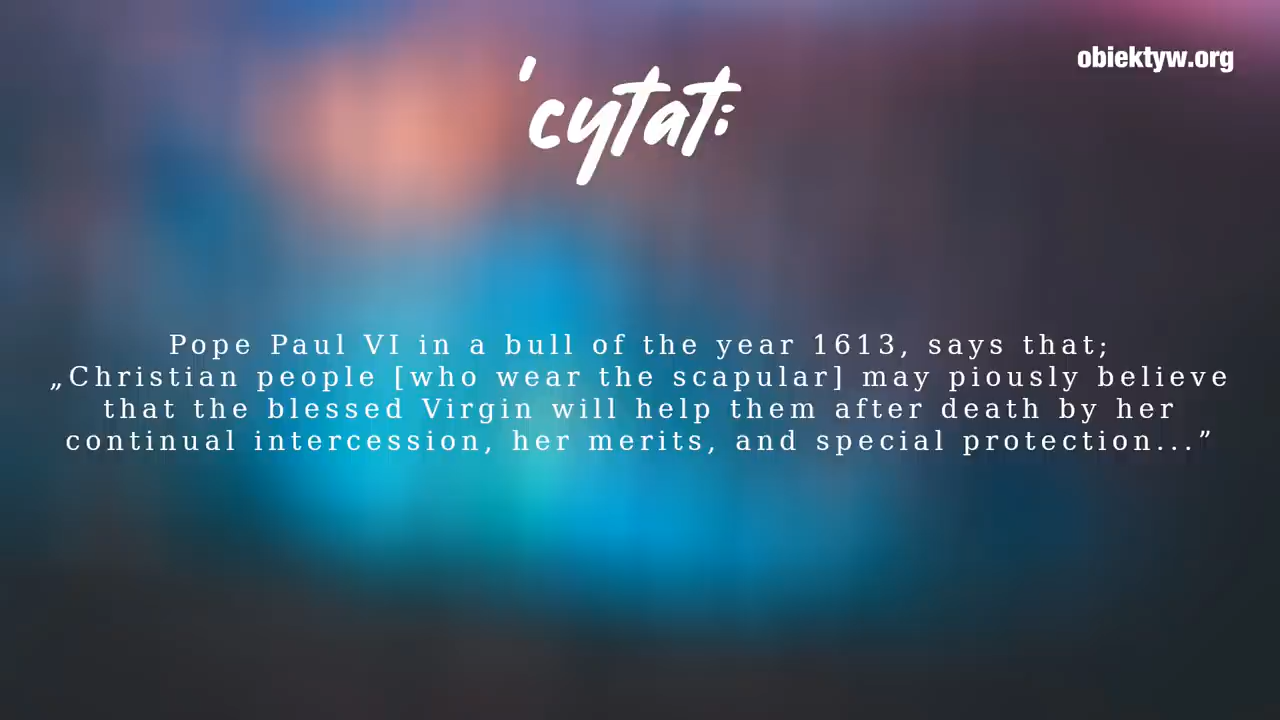 obiektyw.org
'cytat:
Pope Paul VI in a bull of the year 1613, says that;
„Christian people [who wear the scapular] may piously believe
that the blessed Virgin will help them after death by her
continual intercession, her merits, and special protection...”